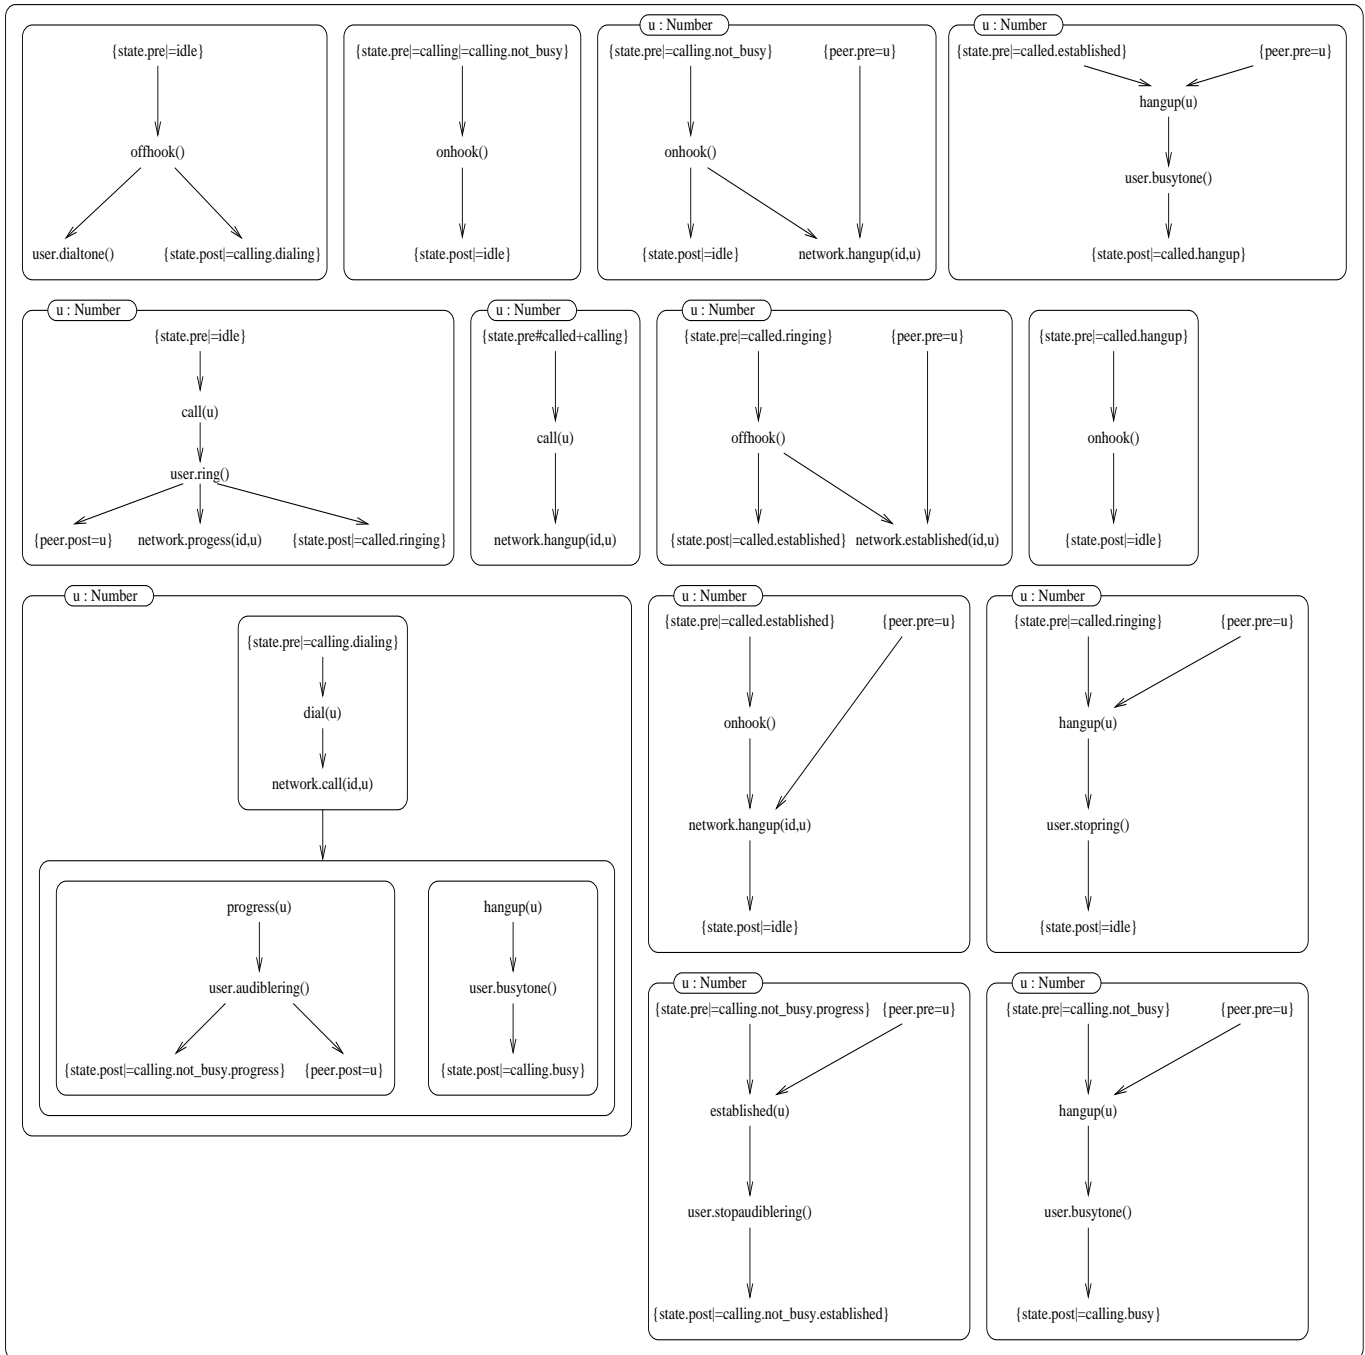 {state.pre|=idle}
offhook()
user.dialtone()
{state.post|=calling.dialing}
{state.pre|=calling|=calling.not_busy}
onhook()
{state.post|=idle}
u : Number
{state.pre|=calling.not_busy}
{peer.pre=u}
onhook()
{state.post|=idle}
network.hangup(id,u)
u : Number
{state.pre|=called.established}
{peer.pre=u}
hangup(u)
user.busytone()
{state.post|=called.hangup}
u : Number
{state.pre|=idle}
call(u)
user.ring()
{peer.post=u}
network.progess(id,u)
{state.post|=called.ringing}
u : Number
{state.pre#called+calling}
call(u)
network.hangup(id,u)
u : Number
{state.pre|=called.ringing}
{peer.pre=u}
offhook()
{state.post|=called.established}
network.established(id,u)
{state.pre|=called.hangup}
onhook()
{state.post|=idle}
u : Number
{state.pre|=calling.dialing}
dial(u)
network.call(id,u)
progress(u)
user.audiblering()
{state.post|=calling.not_busy.progress}
{peer.post=u}
hangup(u)
user.busytone()
{state.post|=calling.busy}
u : Number
{state.pre|=called.established}
{peer.pre=u}
onhook()
network.hangup(id,u)
{state.post|=idle}
u : Number
{state.pre|=called.ringing}
{peer.pre=u}
hangup(u)
user.stopring()
{state.post|=idle}
u : Number
{state.pre|=calling.not_busy.progress}
{peer.pre=u}
established(u)
user.stopaudiblering()
{state.post|=calling.not_busy.established}
u : Number
{state.pre|=calling.not_busy}
{peer.pre=u}
hangup(u)
user.busytone()
{state.post|=calling.busy}